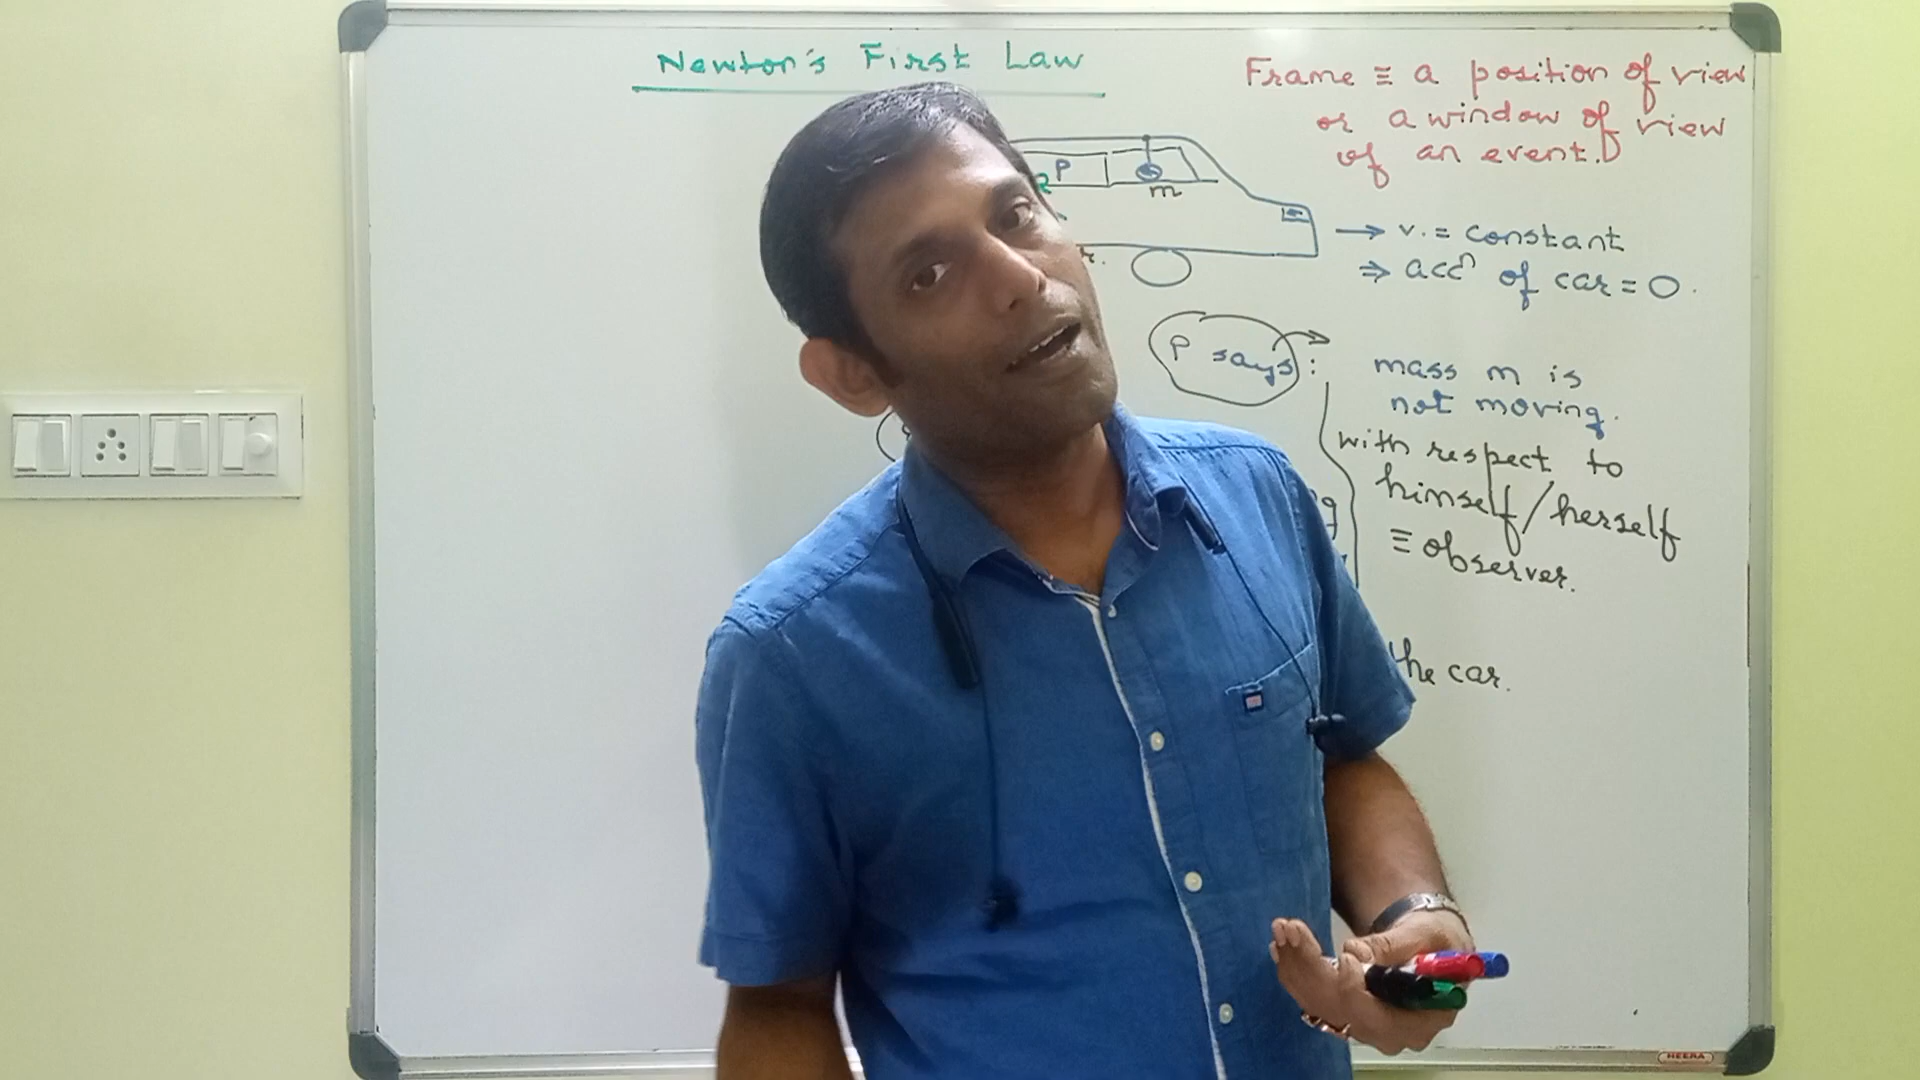 Newton's First Law
Frame ≡ a position of view
or a window of view
of an event.
P
m
→ v. = constant
⇒ accⁿ of car = 0.
P says :
mass m is
not moving.
with respect to
himself/herself
≡ observer.
the car.
NEERA